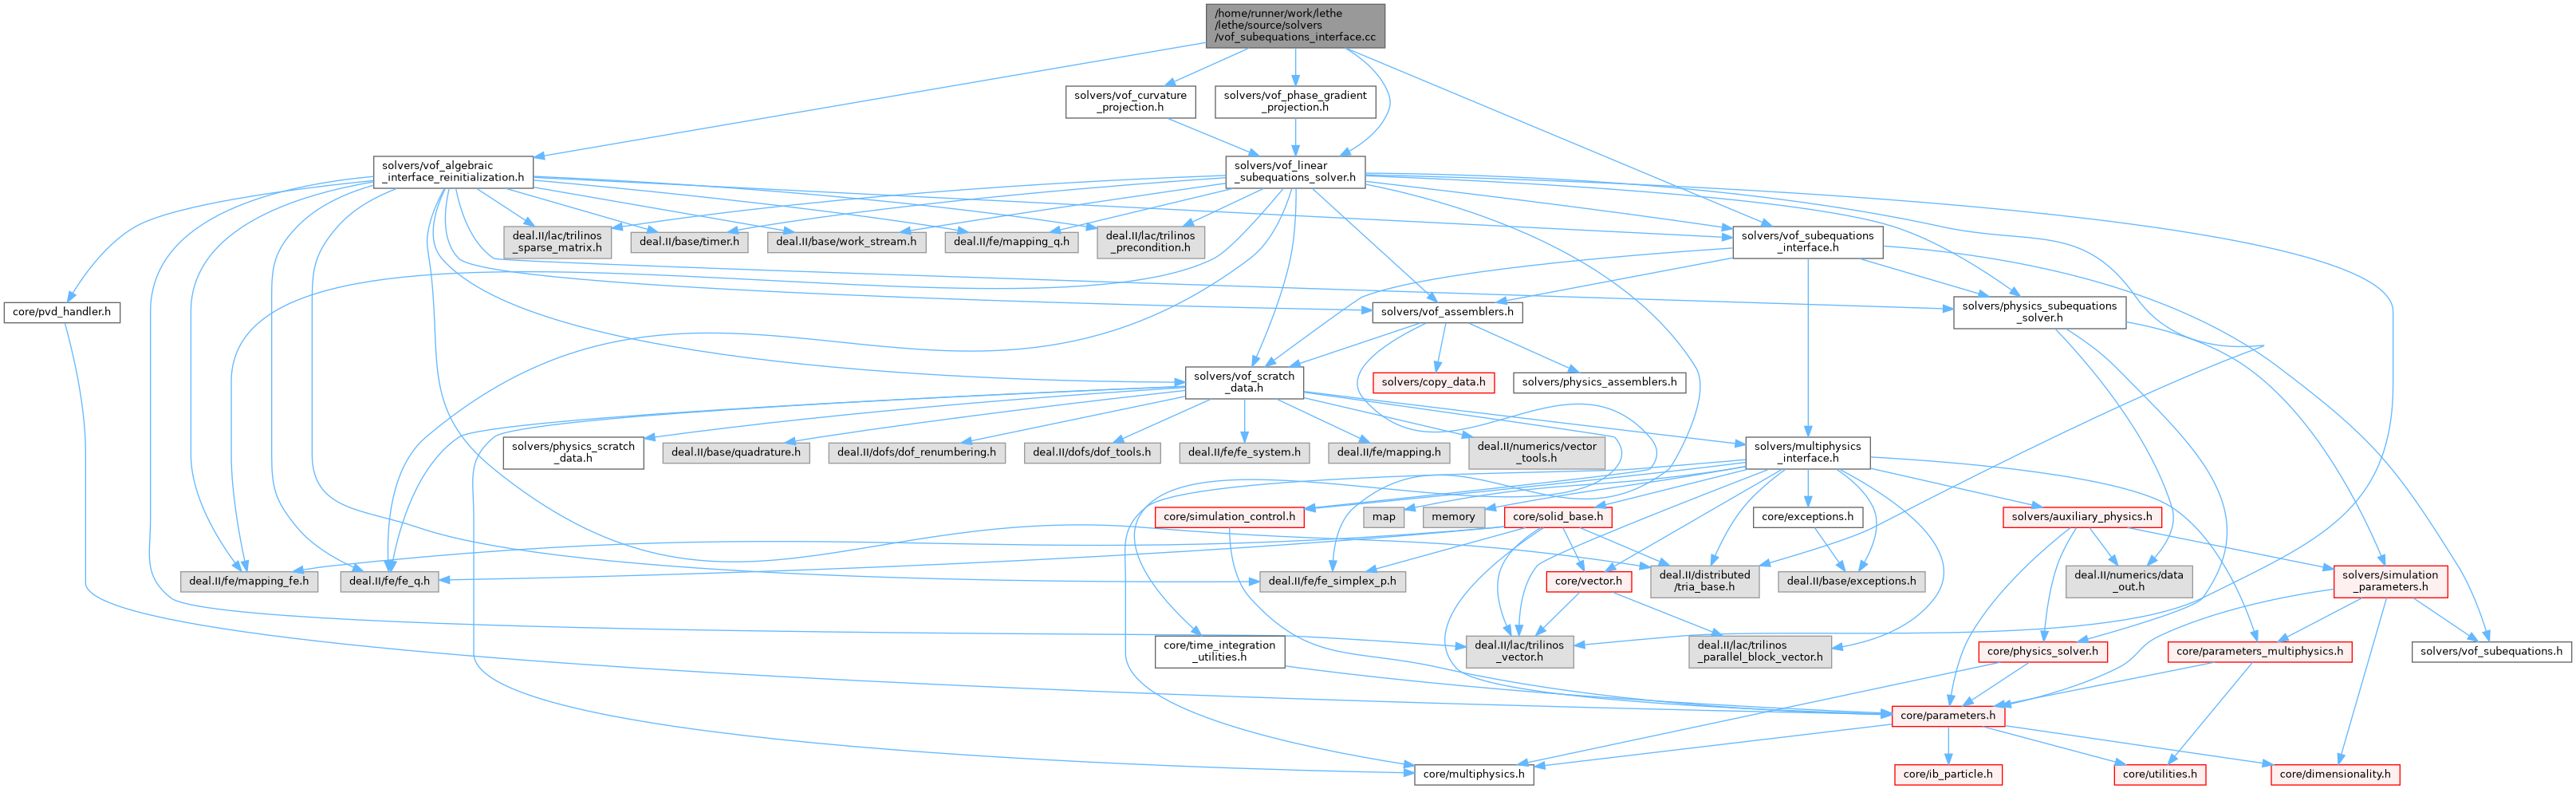 /home/runner/work/lethe
/lethe/source/solvers
/vof_subequations_interface.cc
solvers/vof_curvature
_projection.h
solvers/vof_phase_gradient
_projection.h
solvers/vof_algebraic
_interface_reinitialization.h
solvers/vof_linear
_subequations_solver.h
deal.II/lac/trilinos
_sparse_matrix.h
deal.II/base/timer.h
deal.II/base/work_stream.h
deal.II/fe/mapping_q.h
deal.II/lac/trilinos
_precondition.h
solvers/vof_subequations
_interface.h
core/pvd_handler.h
solvers/vof_assemblers.h
solvers/physics_subequations
_solver.h
solvers/vof_scratch
_data.h
solvers/copy_data.h
solvers/physics_assemblers.h
solvers/physics_scratch
_data.h
deal.II/base/quadrature.h
deal.II/dofs/dof_renumbering.h
deal.II/dofs/dof_tools.h
deal.II/fe/fe_system.h
deal.II/fe/mapping.h
deal.II/numerics/vector
_tools.h
solvers/multiphysics
_interface.h
core/simulation_control.h
map
memory
core/solid_base.h
core/exceptions.h
solvers/auxiliary_physics.h
deal.II/fe/mapping_fe.h
deal.II/fe/fe_q.h
deal.II/fe/fe_simplex_p.h
core/vector.h
deal.II/distributed
/tria_base.h
deal.II/base/exceptions.h
deal.II/numerics/data
_out.h
solvers/simulation
_parameters.h
core/time_integration
_utilities.h
deal.II/lac/trilinos
_vector.h
deal.II/lac/trilinos
_parallel_block_vector.h
core/physics_solver.h
core/parameters_multiphysics.h
solvers/vof_subequations.h
core/parameters.h
core/multiphysics.h
core/ib_particle.h
core/utilities.h
core/dimensionality.h